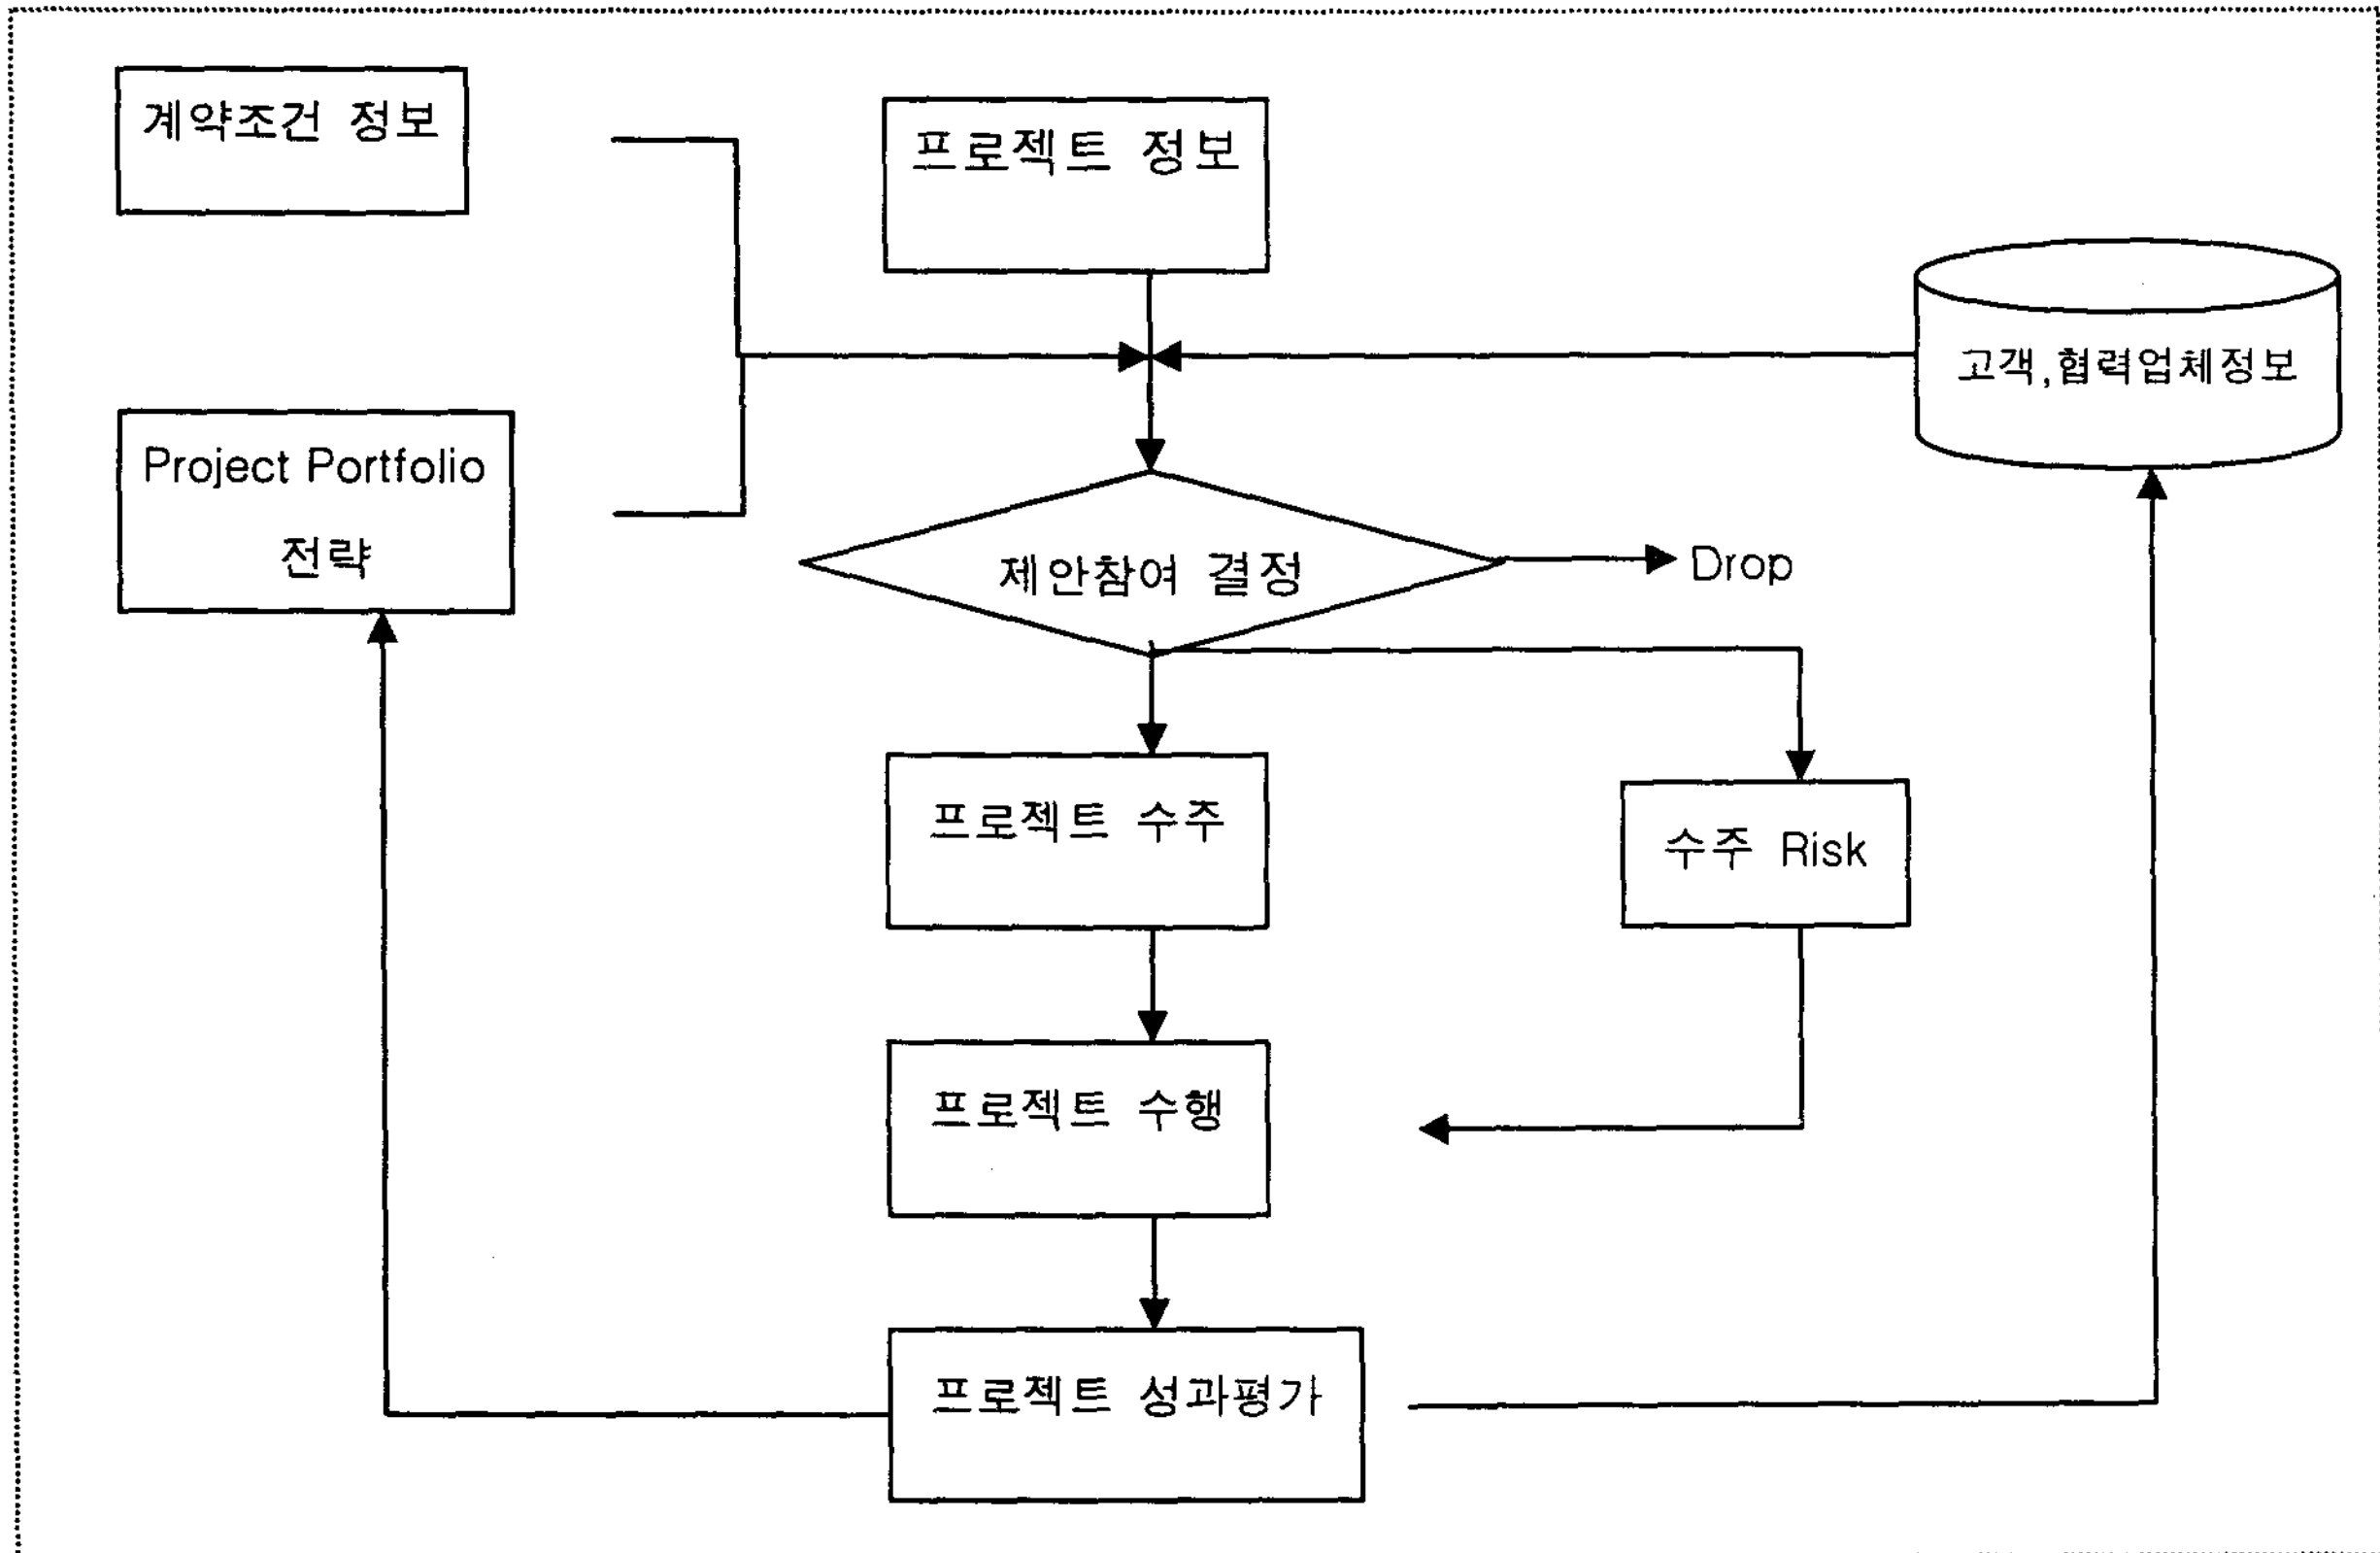 계약조건 정보
프로젝트 정보
고객,협력업체정보
Project Portfolio
전략
제안참여 결정
Drop
프로젝트 수주
수주 Risk
프로젝트 수행
프로젝트 성과평가